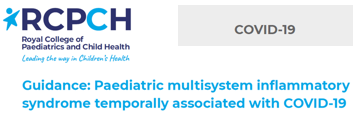 RCPCH
Royal College of
Paediatrics and Child Health
Leading the way in Children's Health
COVID-19
Guidance: Paediatric multisystem inflammatory
syndrome temporally associated with COVID-19